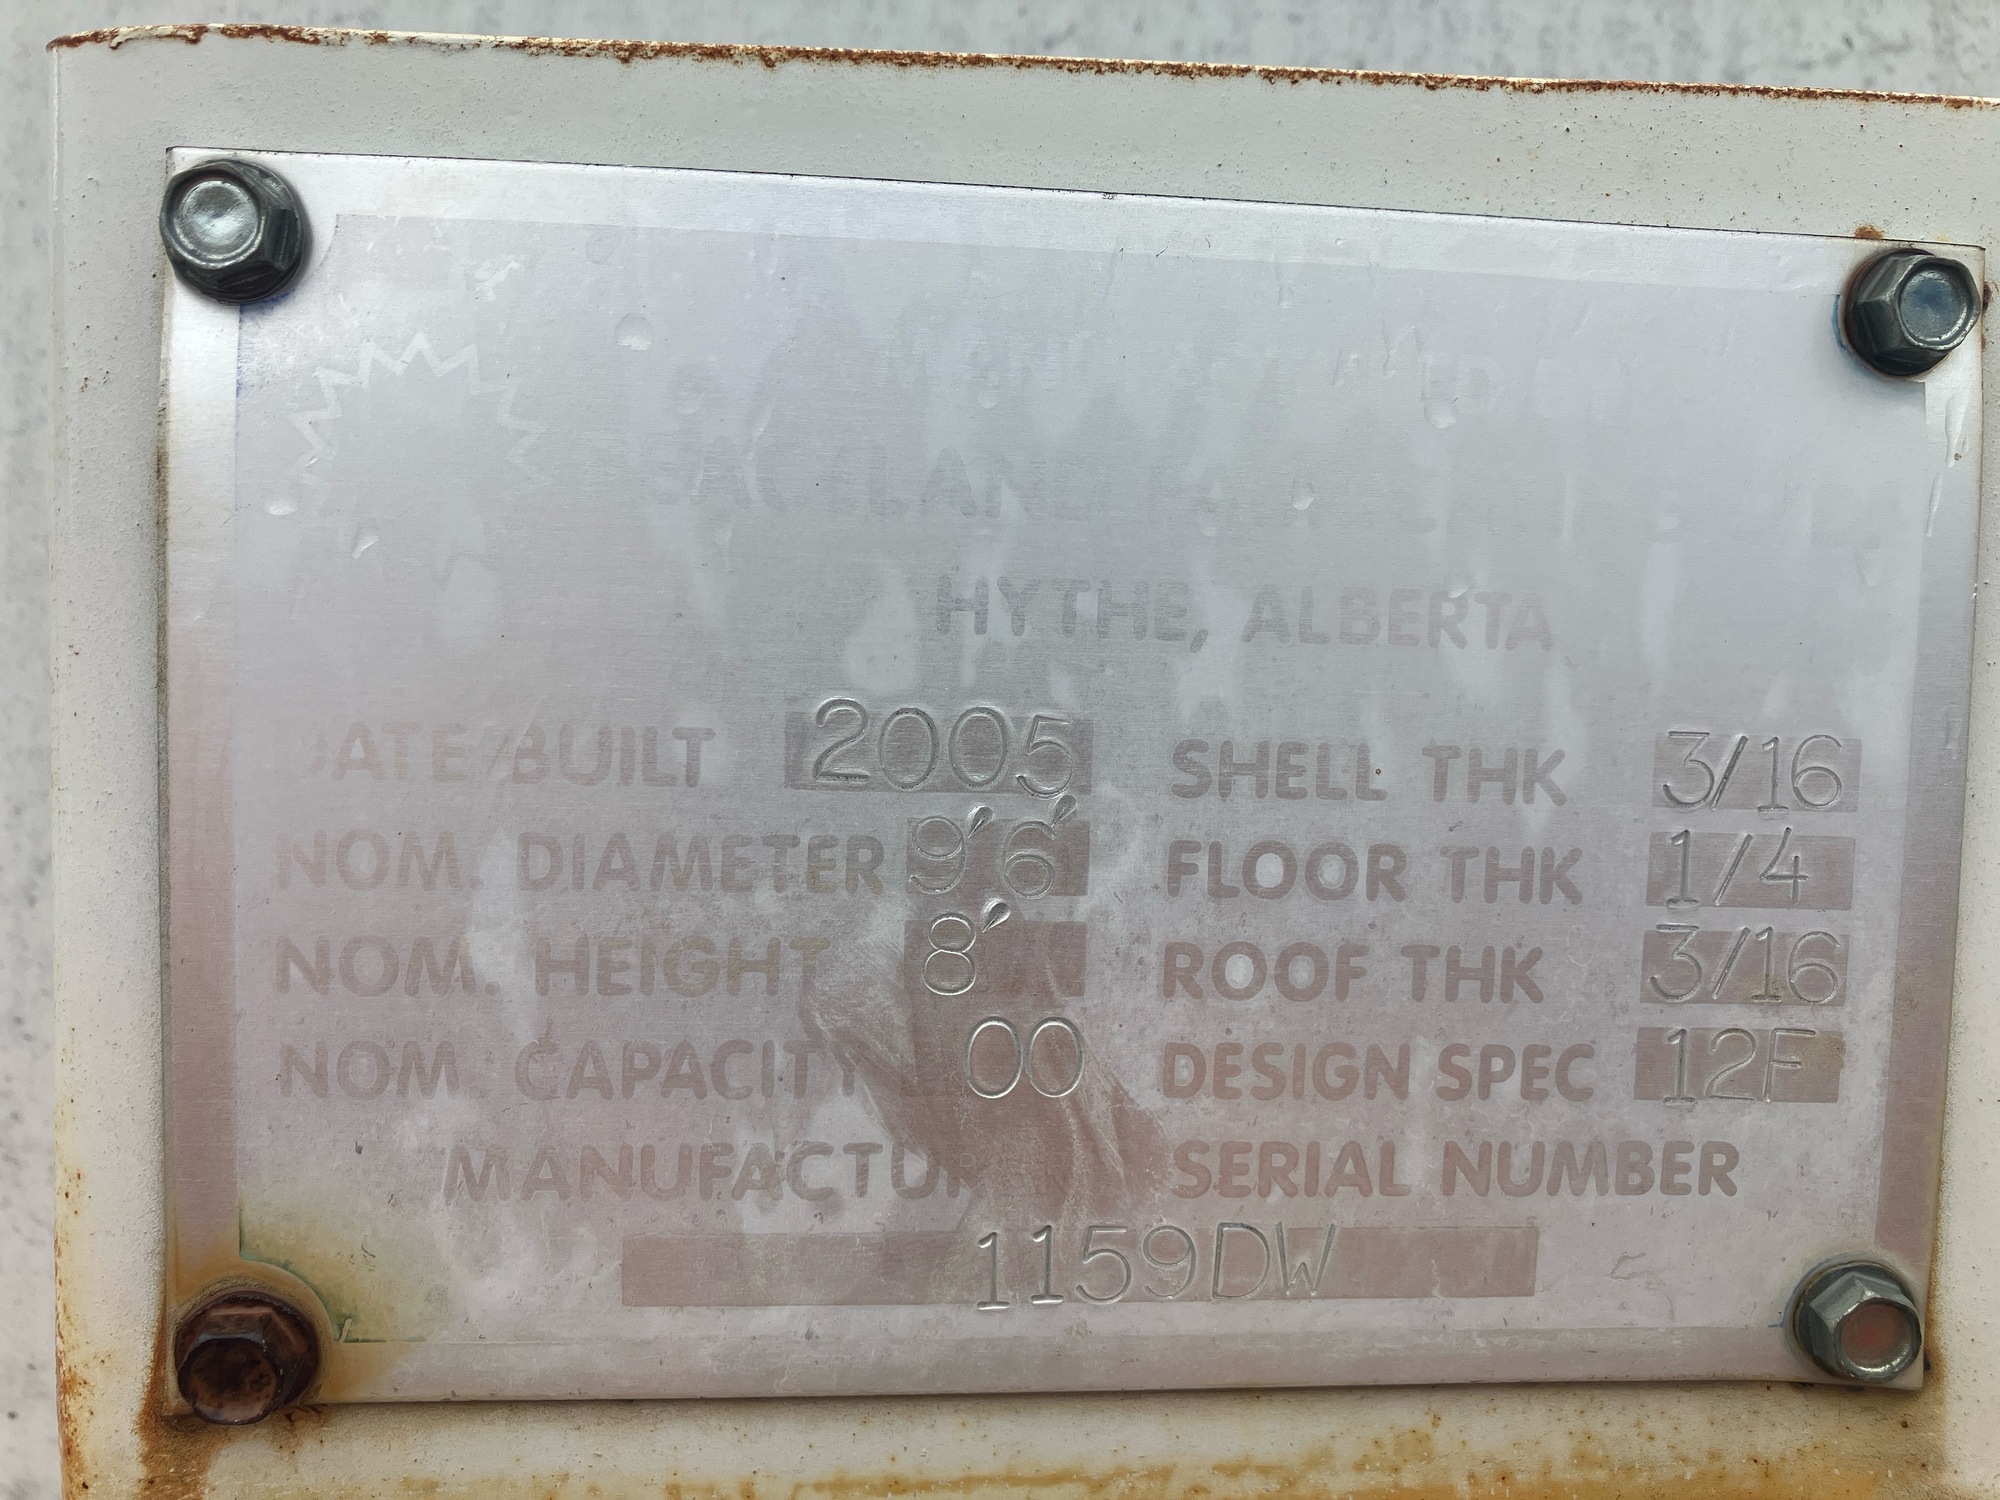 HYTHE, ALBERTA
DATE BUILT 2005 SHELL THK 3/16
NOM. DIAMETER 9'6' FLOOR THK 1/4
NOM. HEIGHT 8' ROOF THK 3/16
NOM. CAPACITY 00 DESIGN SPEC 12F
SERIAL NUMBER
1159DW